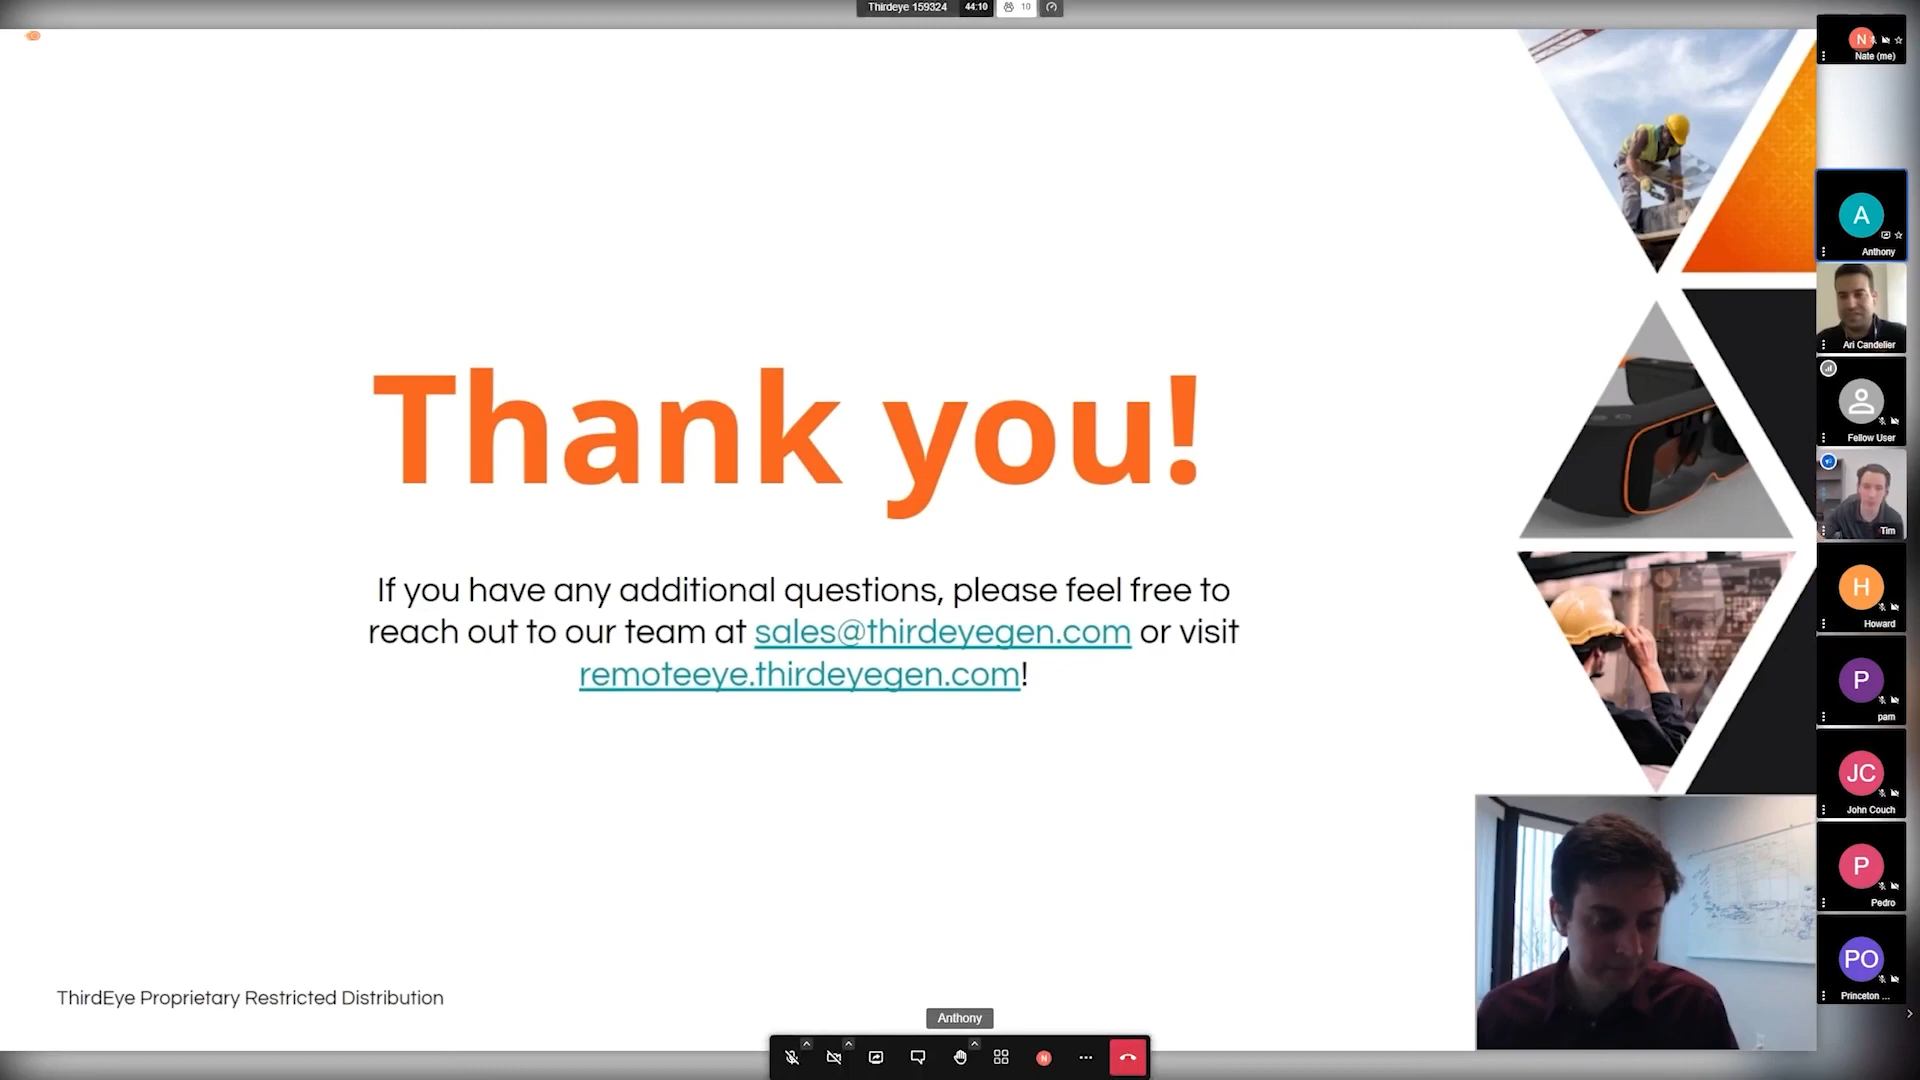 Thirdeye 159324 44:10 10
N
Nate (me)
A
Anthony
Ari Candelier
Fellow User
Tim
H
Howard
P
pam
JC
John Couch
P
Pedro
PO
Princeton ...
Thank you!
If you have any additional questions, please feel free to
reach out to our team at sales@thirdeyegen.com or visit
remoteeye.thirdeyegen.com!
ThirdEye Proprietary Restricted Distribution
Anthony
N